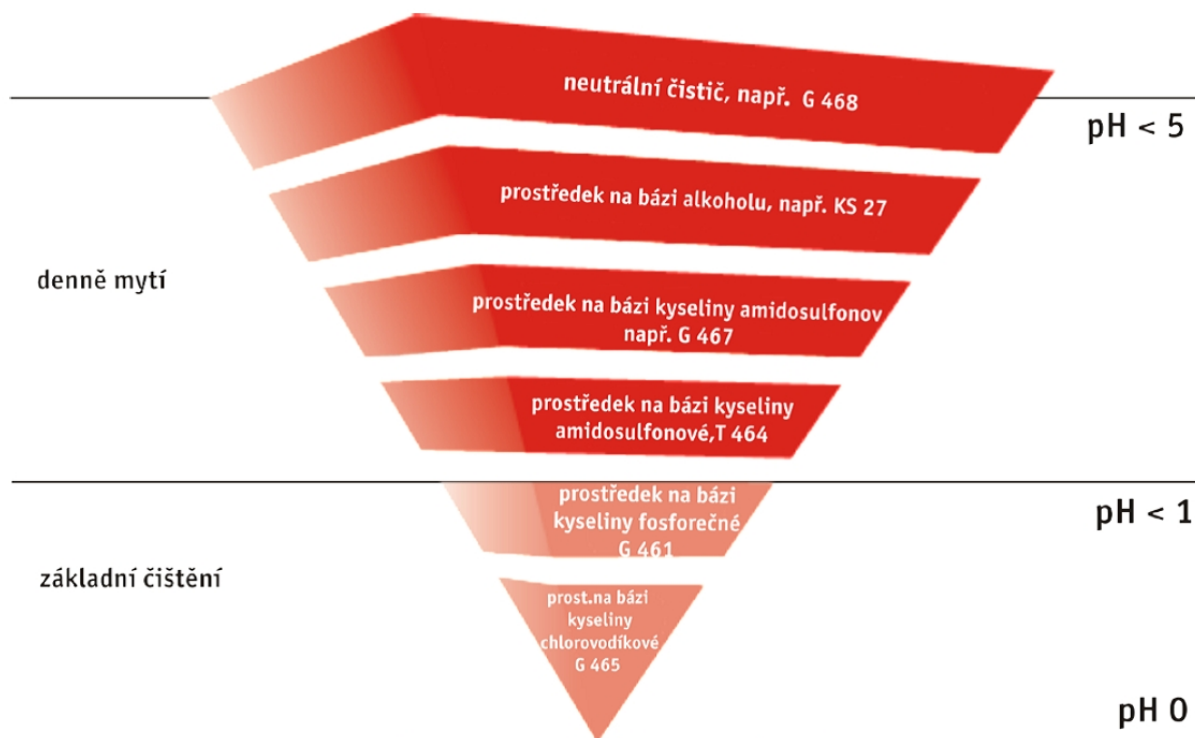 neutrální čistič, např. G 468
pH < 5
prostředek na bázi alkoholu, např. KS 27
denně mytí
prostředek na bázi kyseliny amidosulfonov
např. G 467
prostředek na bázi kyseliny
amidosulfonové,T 464
pH < 1
prostředek na bázi
kyseliny fosforečné
G 461
základní čištění
prost.na bázi
kyseliny
chlorovodíkové
G 465
pH 0